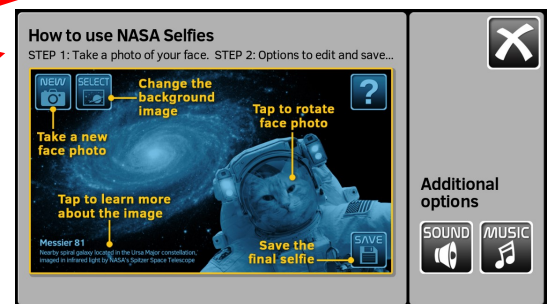 How to use NASA Selfies
STEP 1: Take a photo of your face. STEP 2: Options to edit and save...
NEW
SELECT
Change the
background
image
?
Take a new
face photo
Tap to rotate
face photo
Tap to learn more
about the image
Messier 81
Nearby spiral galaxy located in the Ursa Major constellation,
imaged in infrared light by NASA's Spitzer Space Telescope
Save the
final selfie
SAVE
Additional
options
SOUND
MUSIC